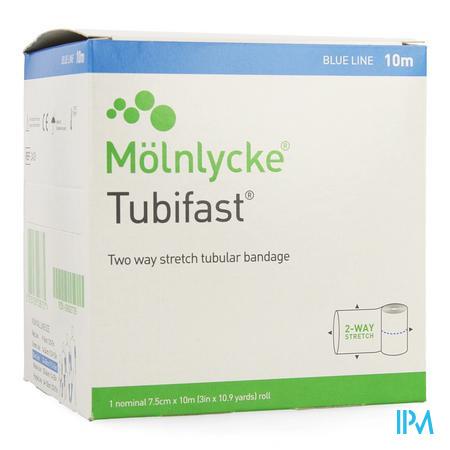 10m
BLUE LINE 10m
Mölnlycke®
Tubifast®
Two way stretch tubular bandage
2-WAY
STRETCH
1 nominal 7.5cm x 10m (3in x 10.9 yards) roll
IPM